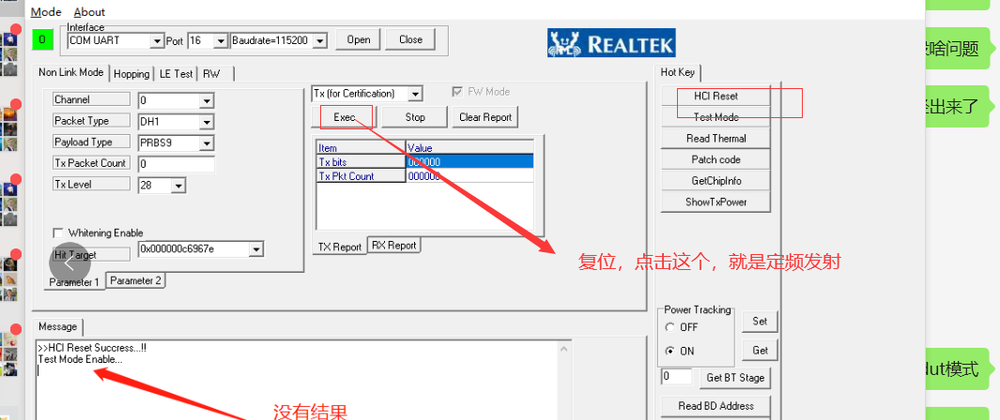 Mode About
Interface
0 COM UART Port 16 Baudrate=115200 Open Close
REALTEK
Non Link Mode Hopping LE Test RW
Channel 0
Packet Type DH1
Payload Type PRBS9
Tx Packet Count 0
Tx Level 28
Whitening Enable
Hit Target 0x000000c6967e
Parameter 1 Parameter 2
Tx (for Certification) FW Mode
Exec Stop Clear Report
Item Value
Tx bits 000000
Tx Pkt Count 000000
TX Report RX Report
Hot Key
HCI Reset
Test Mode
Read Thermal
Patch code
GetChipInfo
ShowTxPower
复位，点击这个，就是定频发射
Power Tracking
OFF
ON
Set
Get
0 Get BT Stage
Read BD Address
Message
>>HCI Reset Succress...!!
Test Mode Enable...
没有结果
啥问题
出来了
dut模式